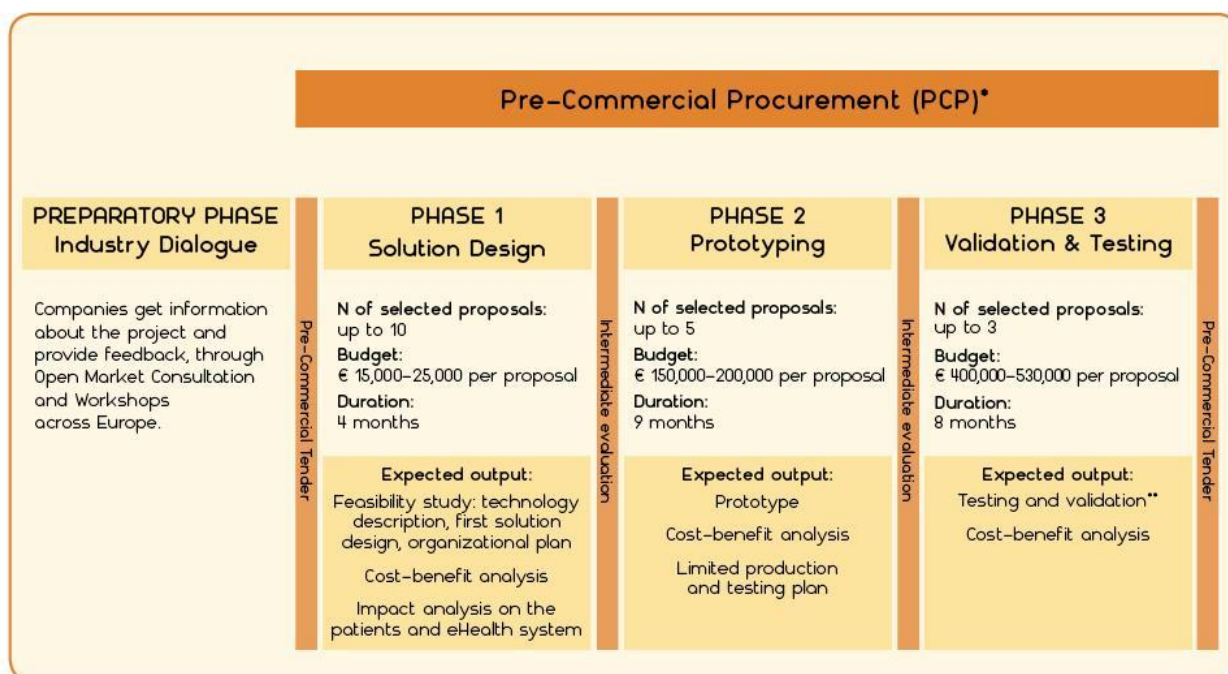 Pre-Commercial Procurement (PCP)*
PREPARATORY PHASE
Industry Dialogue
Companies get information
about the project and
provide feedback, through
Open Market Consultation
and Workshops
across Europe.
Pre-Commercial Tender
PHASE 1
Solution Design
N of selected proposals:
up to 10
Budget:
€ 15,000-25,000 per proposal
Duration:
4 months
Expected output:
Feasibility study: technology
description, first solution
design, organizational plan
Cost-benefit analysis
Impact analysis on the
patients and eHealth system
Intermediate evaluation
PHASE 2
Prototyping
N of selected proposals:
up to 5
Budget:
€ 150,000-200,000 per proposal
Duration:
9 months
Expected output:
Prototype
Cost-benefit analysis
Limited production
and testing plan
Intermediate evaluation
PHASE 3
Validation & Testing
N of selected proposals:
up to 3
Budget:
€ 400,000-530,000 per proposal
Duration:
8 months
Expected output:
Testing and validation**
Cost-benefit analysis
Pre-Commercial Tender